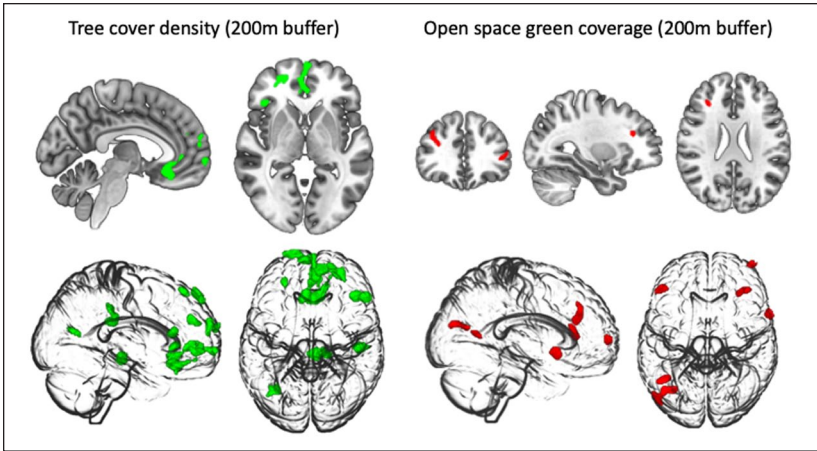 Tree cover density (200m buffer)
Open space green coverage (200m buffer)